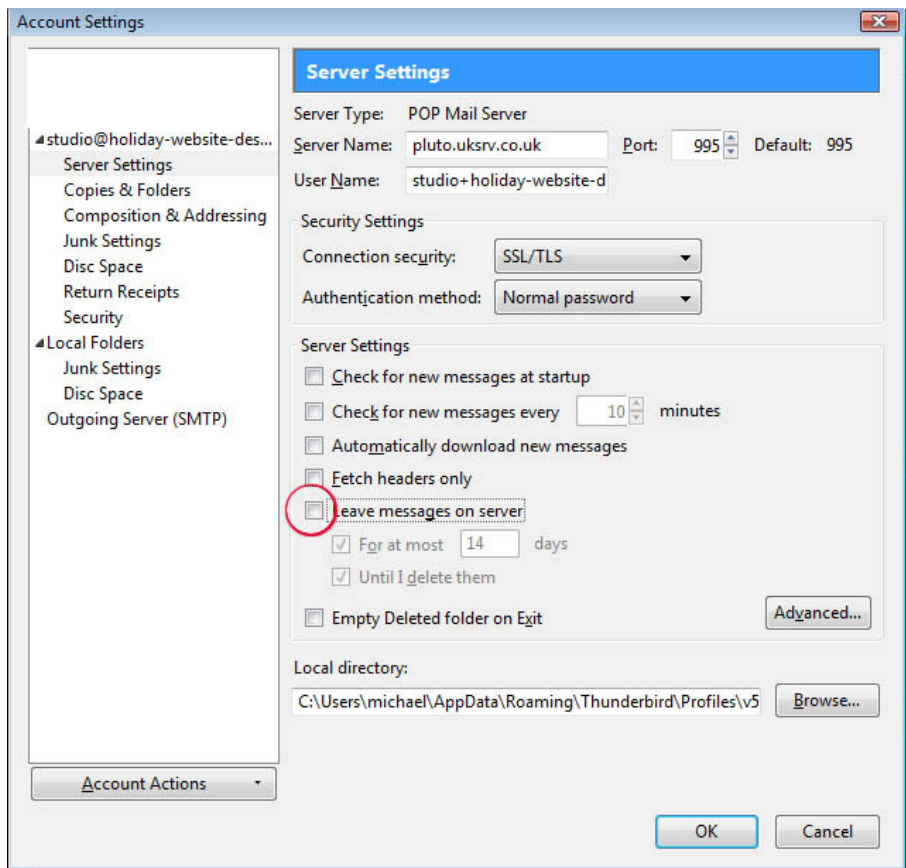 Account Settings
studio@holiday-website-des...
Server Settings
Copies & Folders
Composition & Addressing
Junk Settings
Disc Space
Return Receipts
Security
Local Folders
Junk Settings
Disc Space
Outgoing Server (SMTP)
Account Actions
Server Settings
Server Type: POP Mail Server
Server Name: pluto.uksrv.co.uk Port: 995 Default: 995
User Name: studio+holiday-website-d
Security Settings
Connection security: SSL/TLS
Authentication method: Normal password
Server Settings
Check for new messages at startup
Check for new messages every 10 minutes
Automatically download new messages
Fetch headers only
Leave messages on server
For at most 14 days
Until I delete them
Empty Deleted folder on Exit
Advanced...
Local directory:
C:\Users\michael\AppData\Roaming\Thunderbird\Profiles\v5 Browse...
OK Cancel